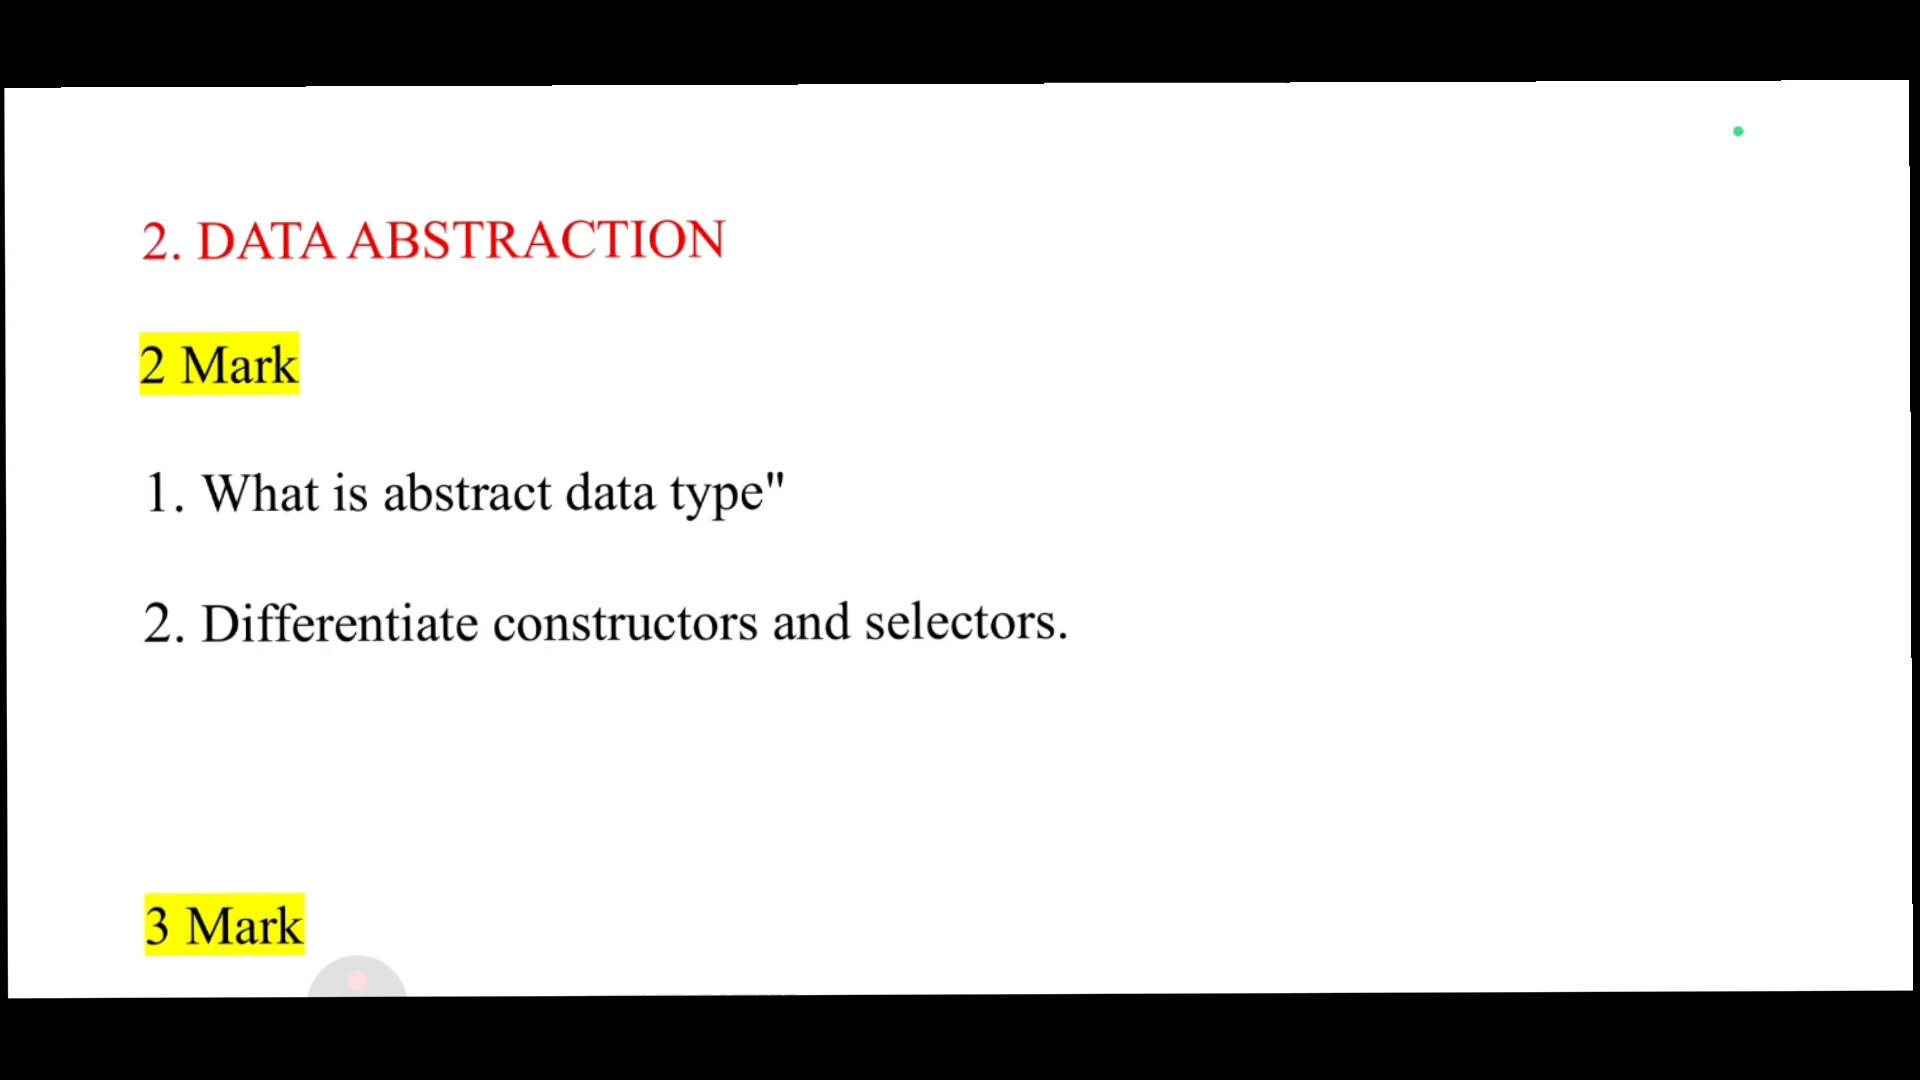 2. DATA ABSTRACTION
2 Mark
1. What is abstract data type"
2. Differentiate constructors and selectors.
3 Mark